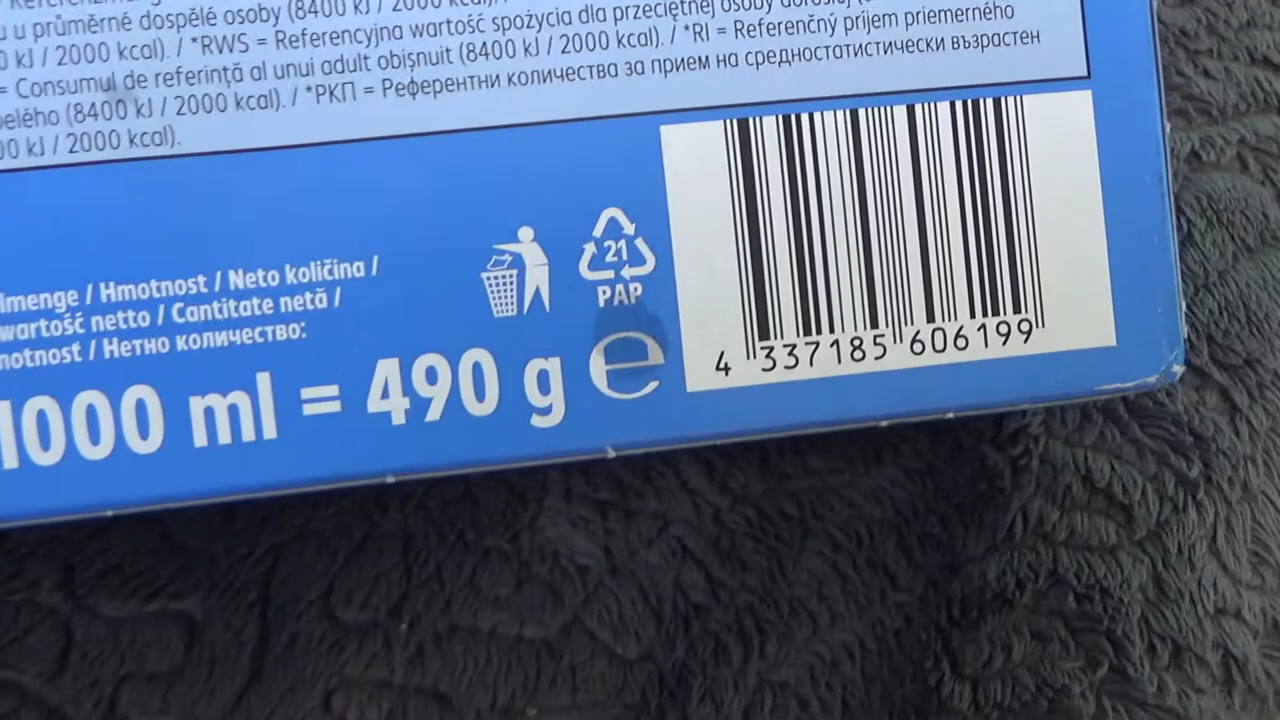 u průměrné dospělé osoby (8400 kJ / 2000 kcal).
0 kJ / 2000 kcal). / *RWS = Referencyjna wartość spożycia dla przeciętnej osoby
= Consumul de referință al unui adult obișnuit (8400 kJ / 2000 kcal). / *RI = Referenčný príjem priemerného
elého (8400 kJ / 2000 kcal). / *РКП = Референтни количества за прием на средностатистически възрастен
00 kJ / 2000 kcal).
lmenge / Hmotnost / Neto količina /
wartość netto / Cantitate netă /
notnost / Нетно количество:
1000 ml = 490 g e
21
PAP
4 337185 606199